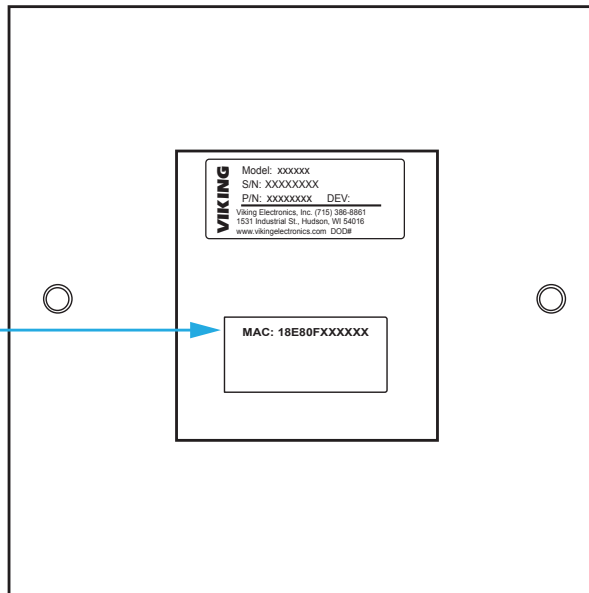 VIKING
Model: xxxxxx
S/N: XXXXXXXX
P/N: xxxxxxxx DEV:
Viking Electronics, Inc. (715) 386-8861
1531 Industrial St., Hudson, WI 54016
www.vikingelectronics.com DOD#
MAC: 18E80FXXXXXX